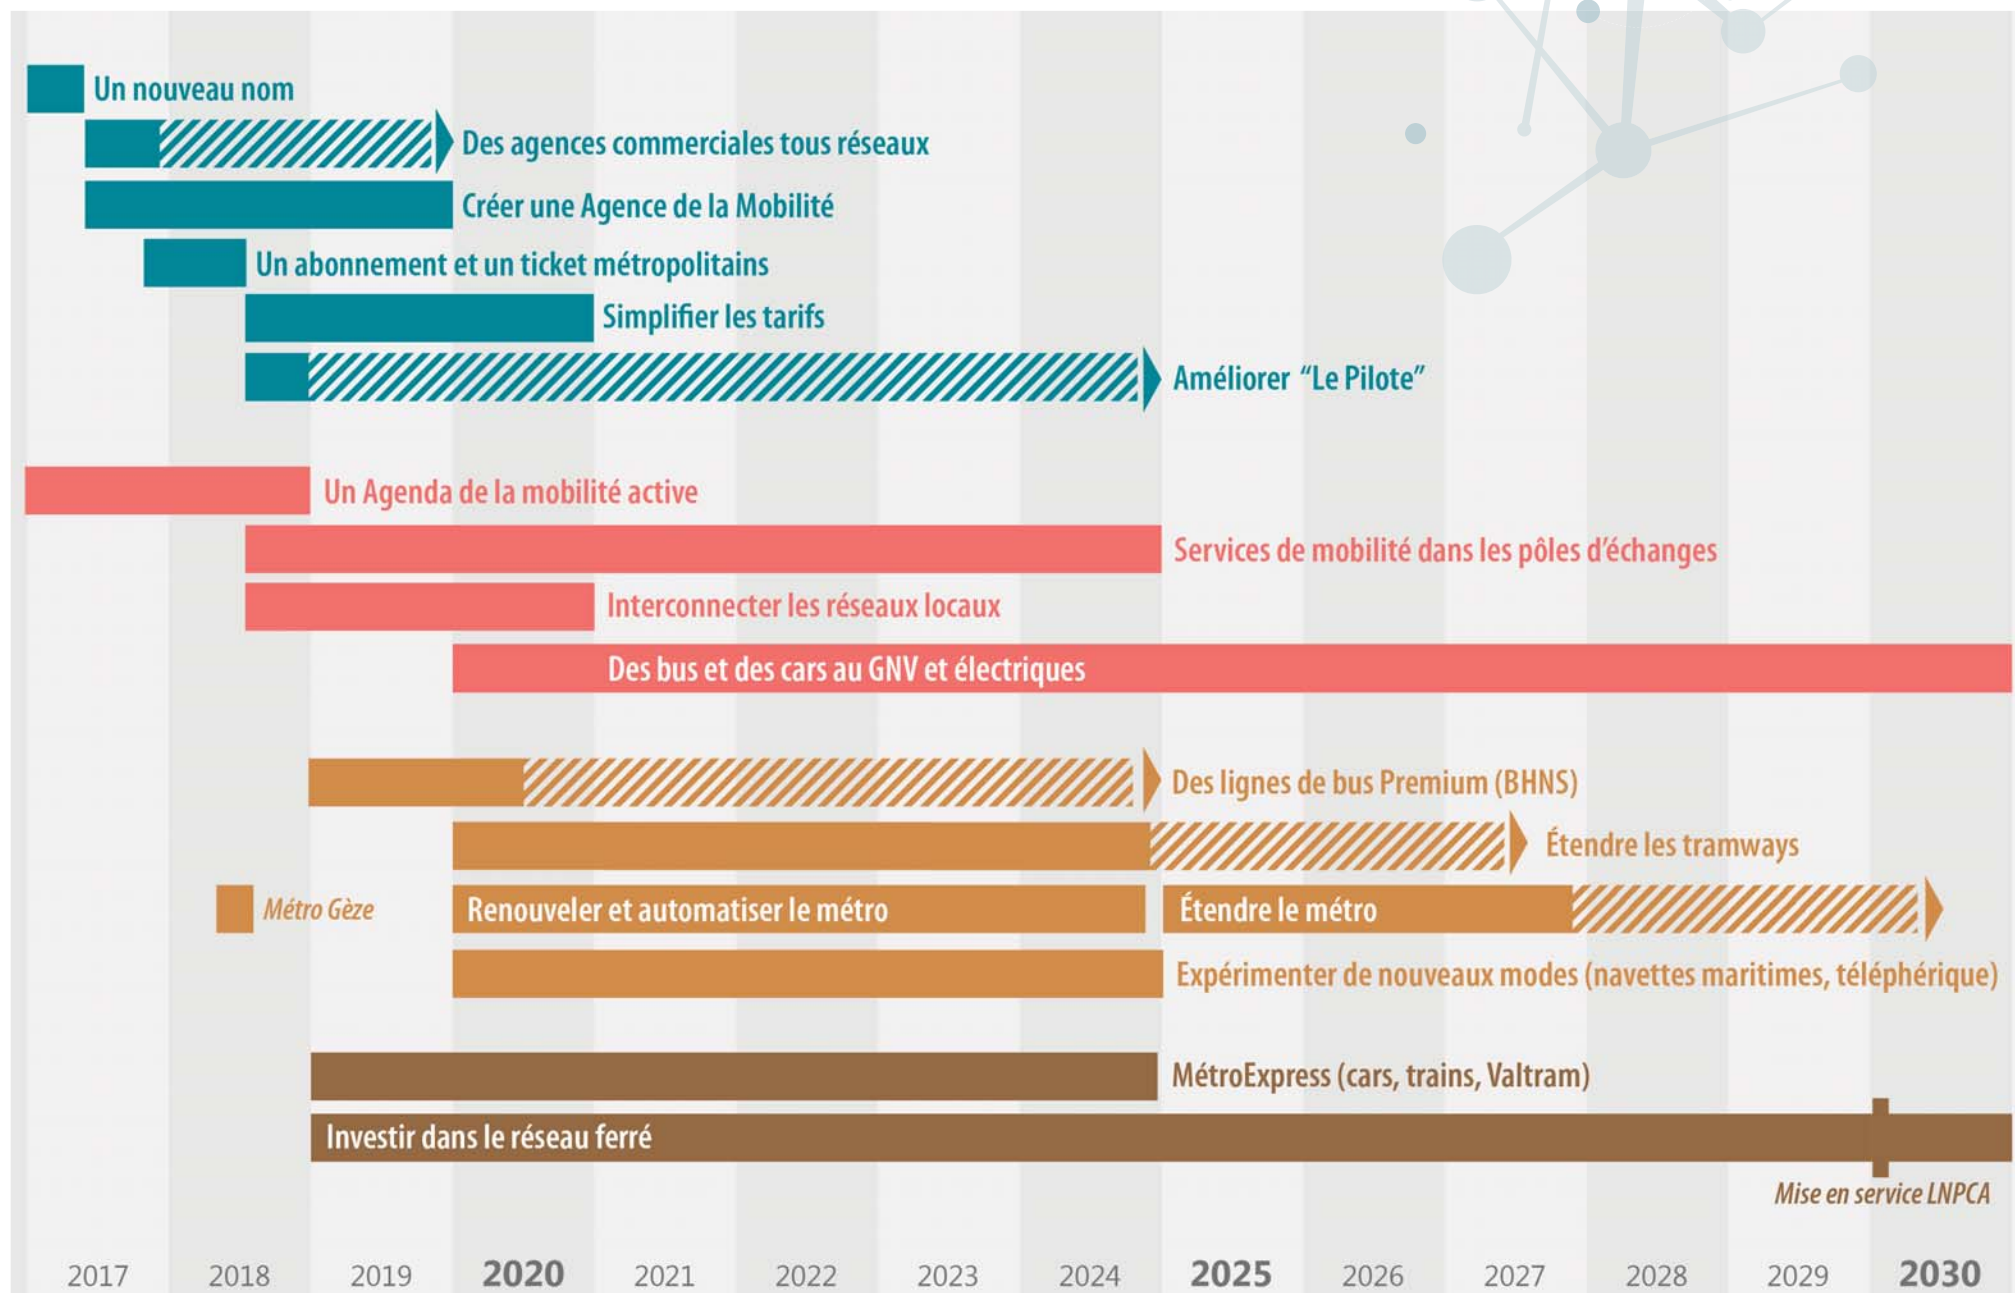 Un nouveau nom
Des agences commerciales tous réseaux
Créer une Agence de la Mobilité
Un abonnement et un ticket métropolitains
Simplifier les tarifs
Améliorer “Le Pilote”
Un Agenda de la mobilité active
Services de mobilité dans les pôles d’échanges
Interconnecter les réseaux locaux
Des bus et des cars au GNV et électriques
Des lignes de bus Premium (BHNS)
Étendre les tramways
Métro Gèze
Renouveler et automatiser le métro
Étendre le métro
Expérimenter de nouveaux modes (navettes maritimes, téléphérique)
MétroExpress (cars, trains, Valtram)
Investir dans le réseau ferré
Mise en service LNPCA
2017 2018 2019 2020 2021 2022 2023 2024 2025 2026 2027 2028 2029 2030